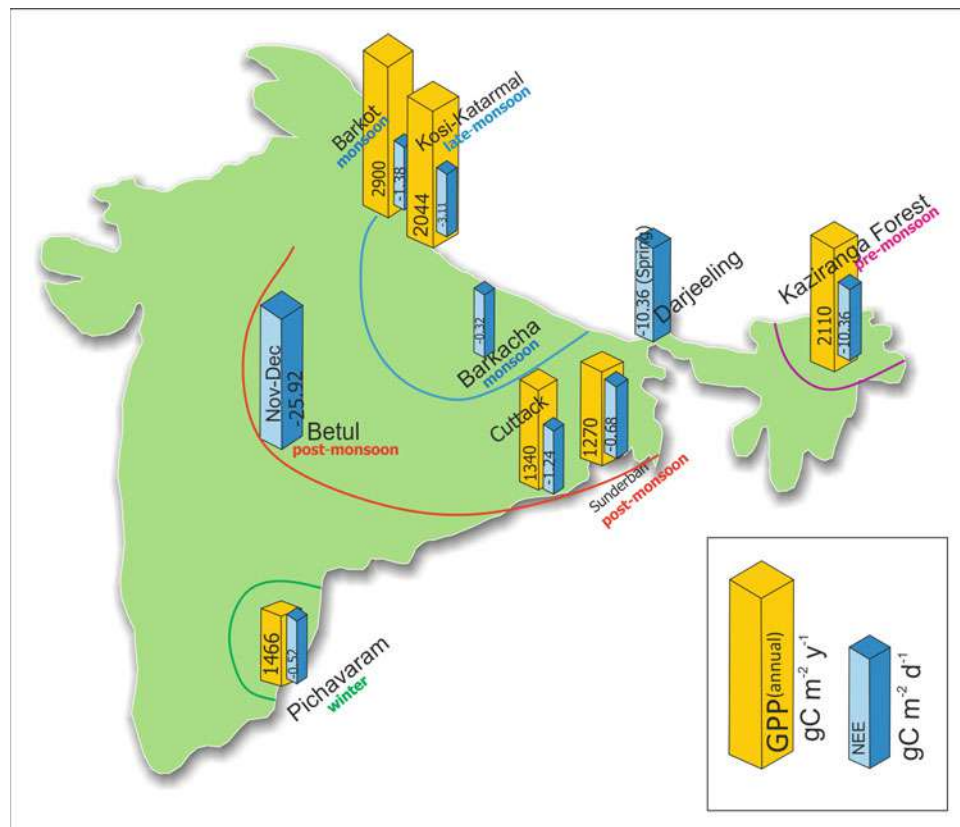 Barkot
monsoon
2900
-1.38
Kosi-Katarmal
late-monsoon
2044
-3.11
-10.36 (Spring)
Darjeeling
Kaziranga Forest
pre-monsoon
2110
-10.36
-0.32
Barkacha
monsoon
Nov-Dec
-25.92
Betul
post-monsoon
Cuttack
1340
-1.24
1270
-0.68
Sunderban
post-monsoon
1466
-0.52
Pichavaram
winter
GPP(annual)
gC m⁻² y⁻¹
NEE
gC m⁻² d⁻¹